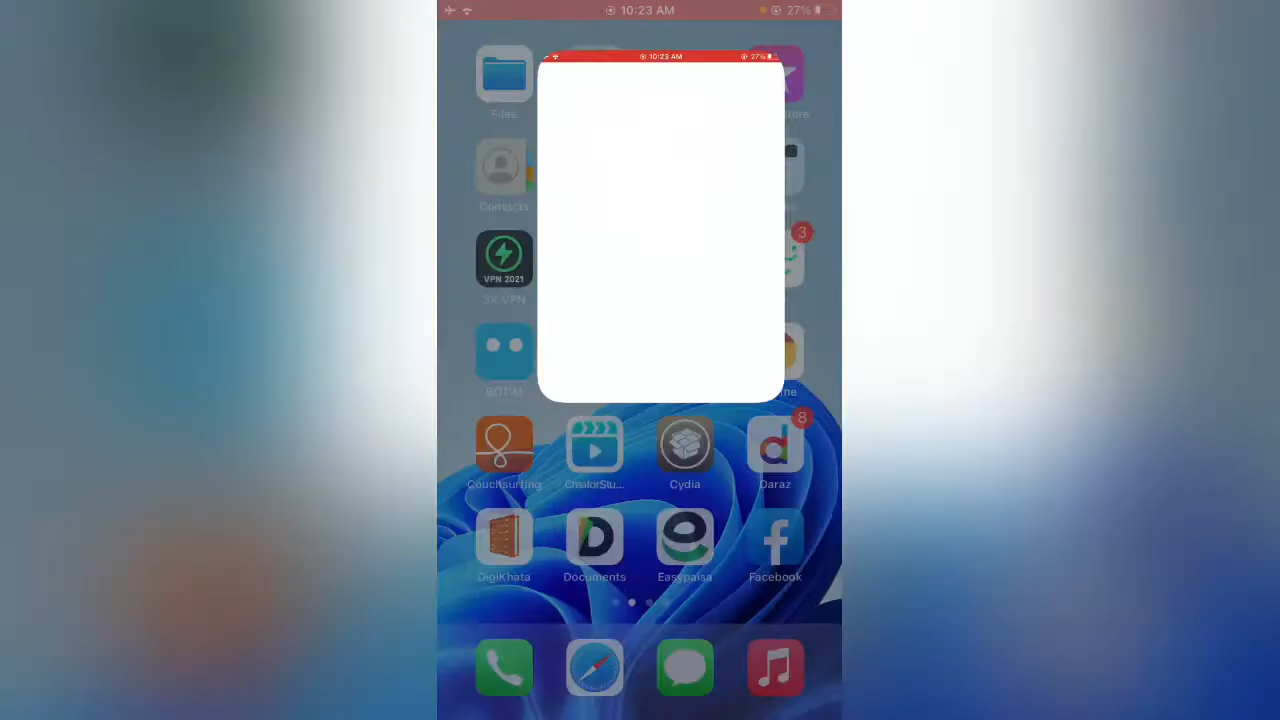 10:23 AM 27%
10:23 AM 27%
Files
Contacts
VPN 2021
3
3X VPN
BOTIM
8
Couchsurfing CreatorStu... Cydia Daraz
DigiKhata Documents Easypaisa Facebook